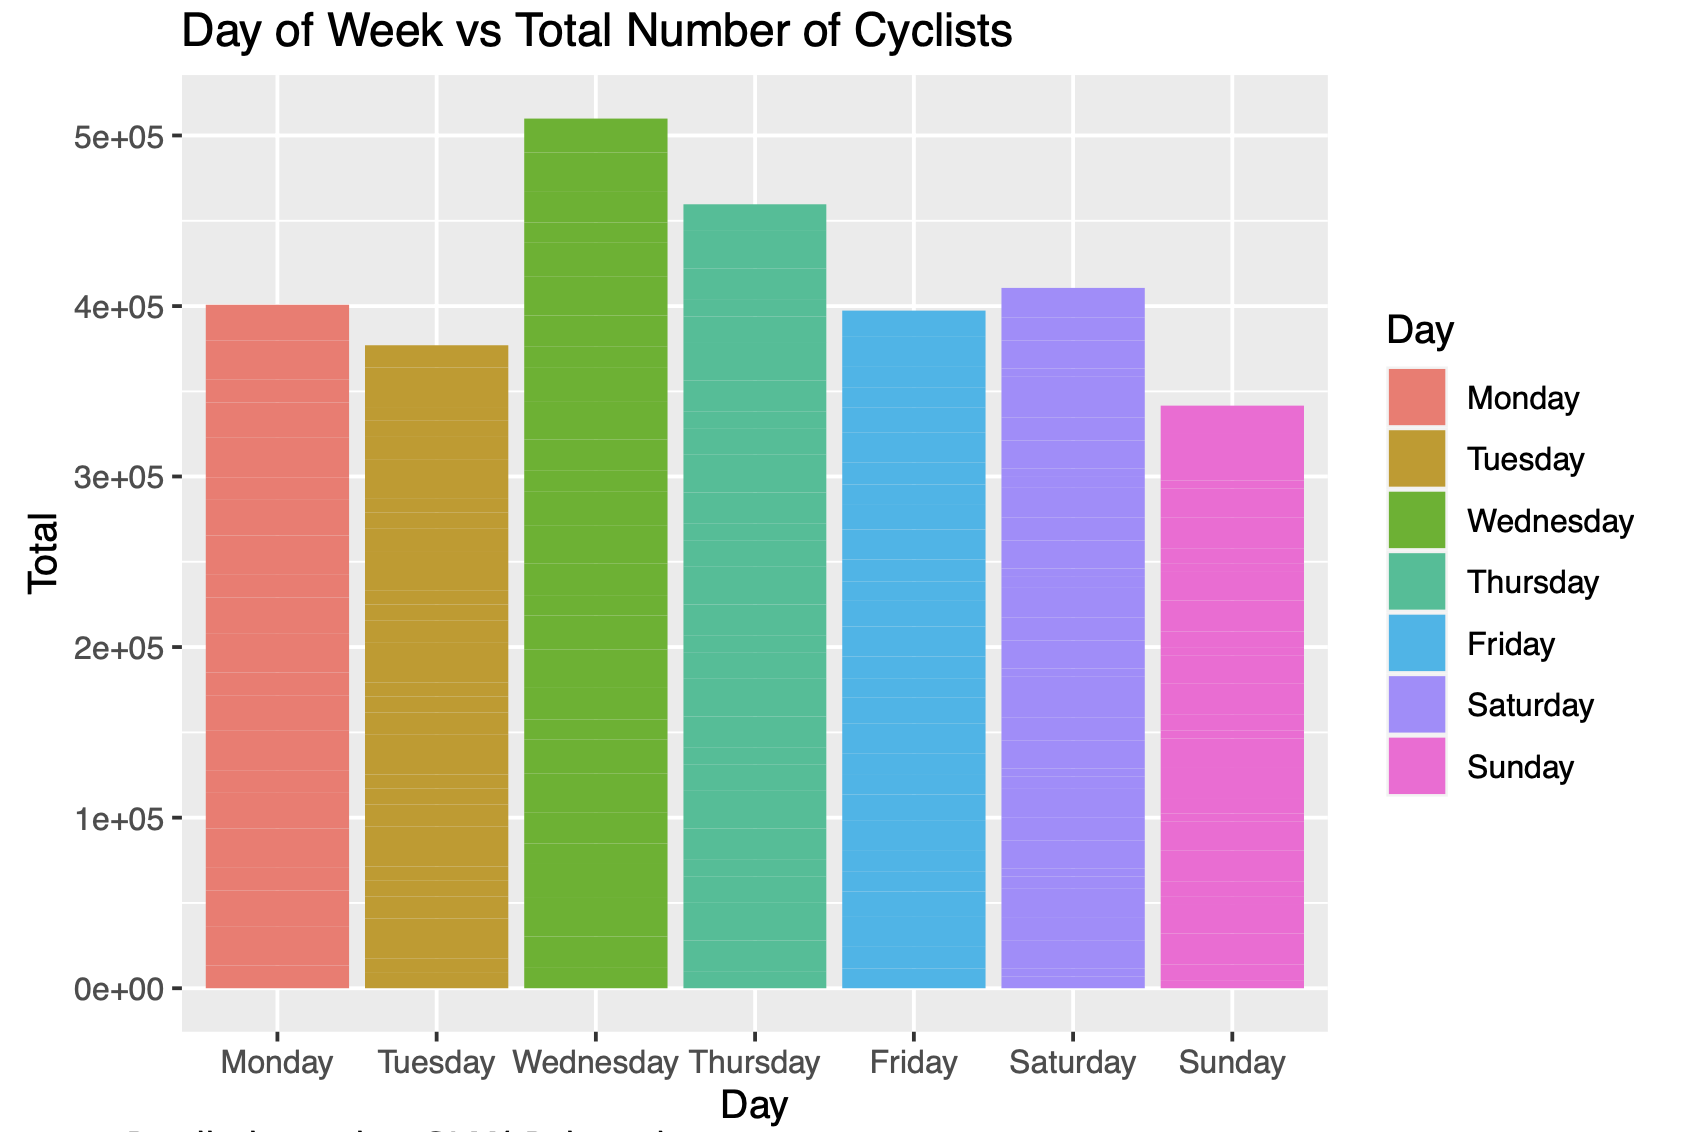 Day of Week vs Total Number of Cyclists
5e+05
4e+05
3e+05
2e+05
1e+05
0e+00
Total
Monday Tuesday Wednesday Thursday Friday Saturday Sunday
Day
Day
Monday
Tuesday
Wednesday
Thursday
Friday
Saturday
Sunday